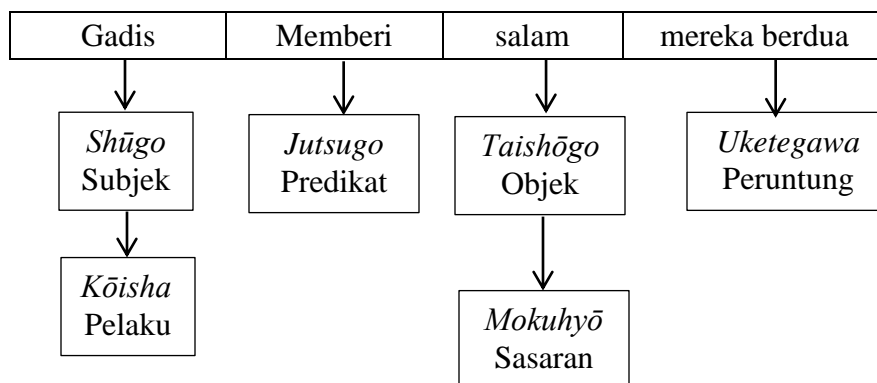 Gadis Memberi salam mereka berdua
Shūgo
Subjek
Jutsugo
Predikat
Taishōgo
Objek
Uketegawa
Peruntung
Kōisha
Pelaku
Mokuhyō
Sasaran